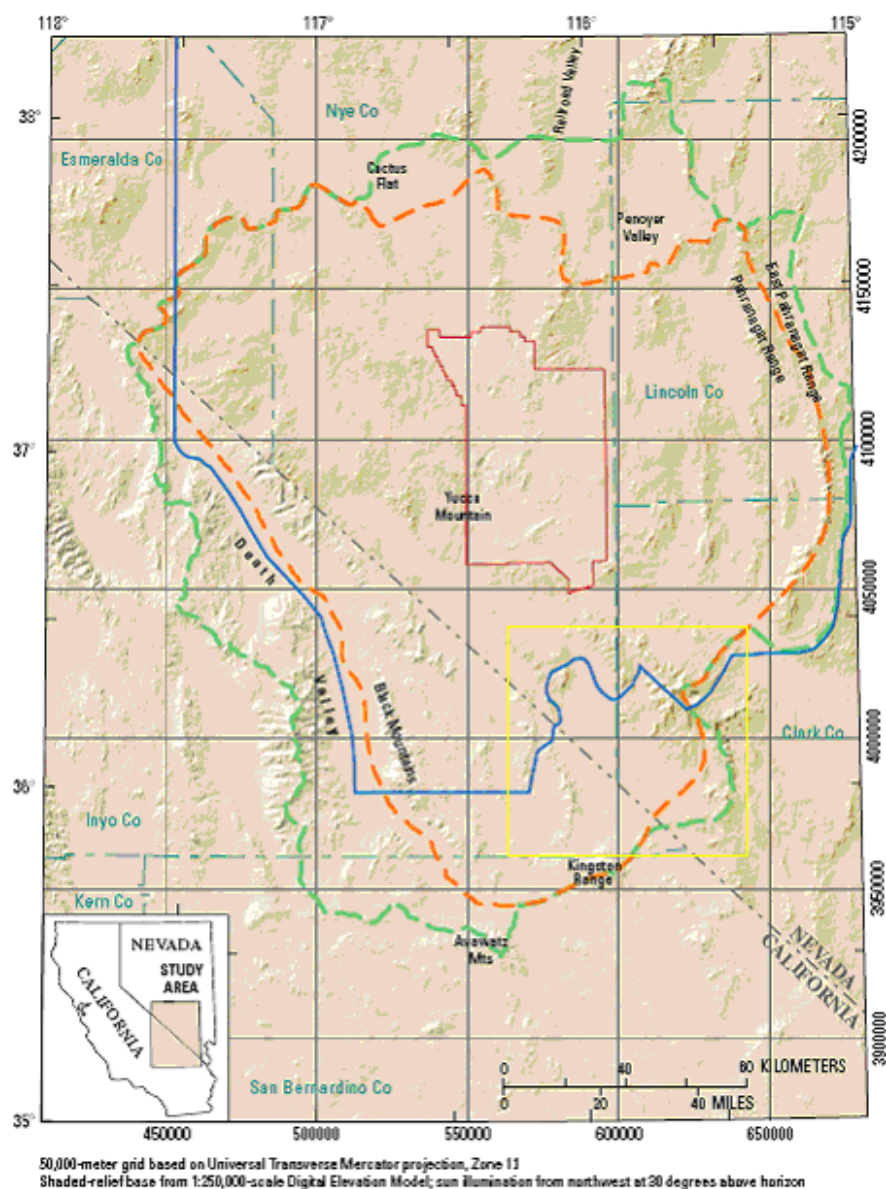 118°
117°
116°
115°
38°
Nye Co
Railroad Valley
4200000
Esmeralda Co
Cactus
Flat
Penoyer
Valley
4150000
East Pahranagat Range
Pahranagat Range
Lincoln Co
37°
4100000
Yucca
Mountain
Death
Valley
4050000
Black Mountains
Clark Co
4000000
36°
Inyo Co
Kingston
Range
Kern Co
3950000
Avawatz
Mts
NEVADA
CALIFORNIA
NEVADA
STUDY
AREA
CALIFORNIA
3900000
0 40 80 KILOMETERS
0 20 40 MILES
San Bernardino Co
35°
450000
500000
550000
600000
650000
50,000-meter grid based on Universal Transverse Mercator projection, Zone 11
Shaded-relief base from 1:250,000-scale Digital Elevation Model; sun illumination from northwest at 30 degrees above horizon